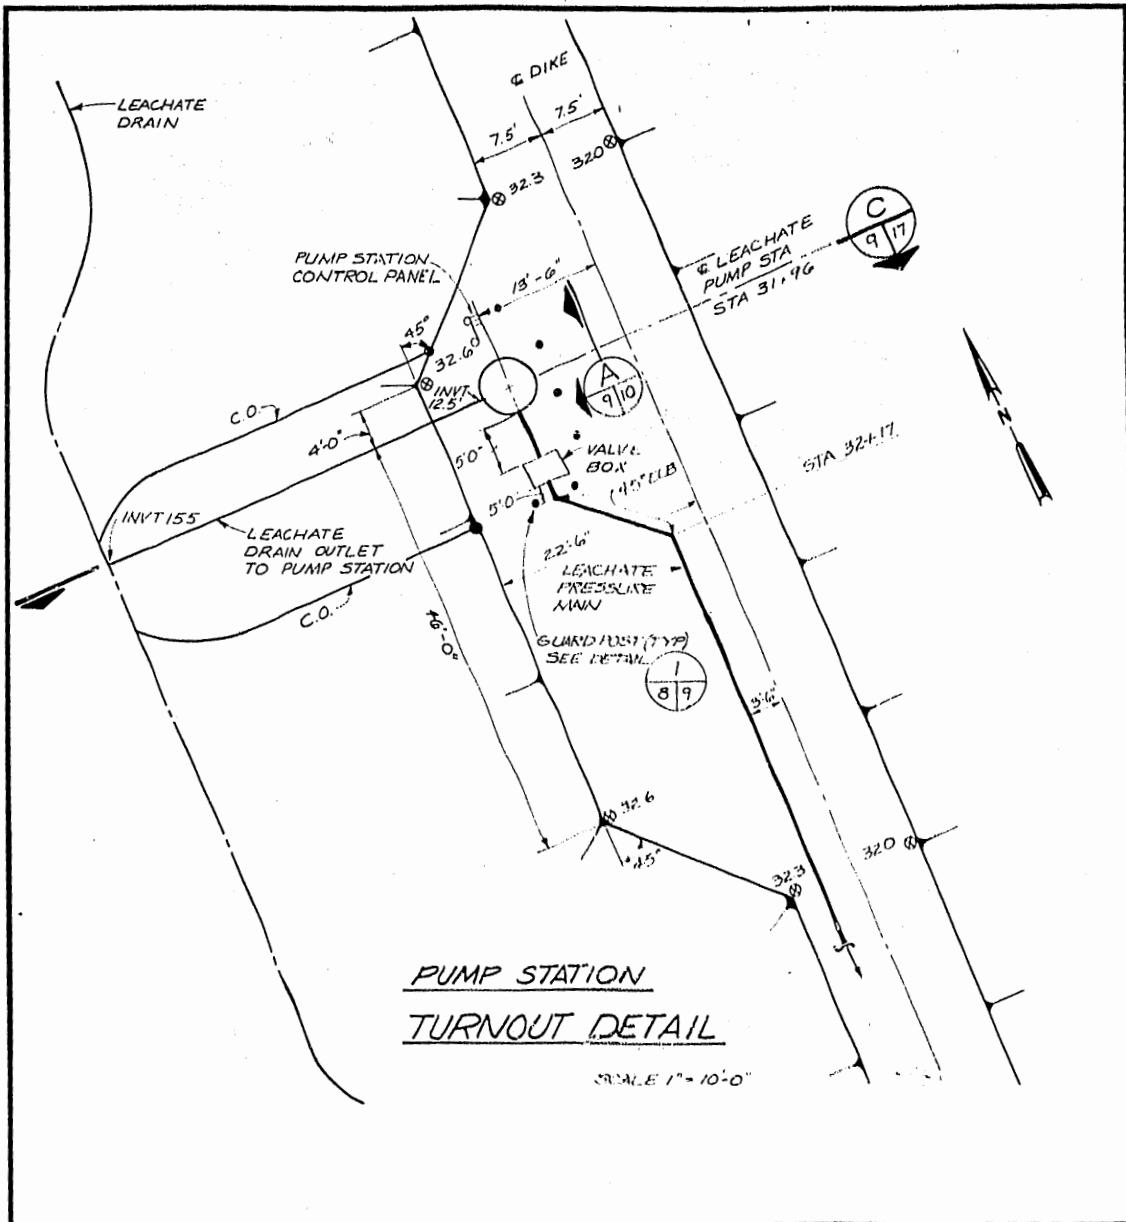 ℄ DIKE
LEACHATE
DRAIN
7.5'
7.5'
320
32.3
C
9 17
℄ LEACHATE
PUMP STA
STA 31+96
PUMP STATION
CONTROL PANEL
13'-6"
45°
32.6
A
9 10
INVT
12.5'
C.O.
4'-0"
N
5'0"
VALVE
BOX
STA 32+17
45° ELB
5'0"
INVT 155
LEACHATE
DRAIN OUTLET
TO PUMP STATION
22'-6"
LEACHATE
PRESSURE
MAIN
C.O.
46'-0"
GUARD POST (TYP)
SEE DETAIL
1
8 9
3'-6"
32.6
45°
320
32.3
PUMP STATION
TURNOUT DETAIL
SCALE 1" = 10'-0"